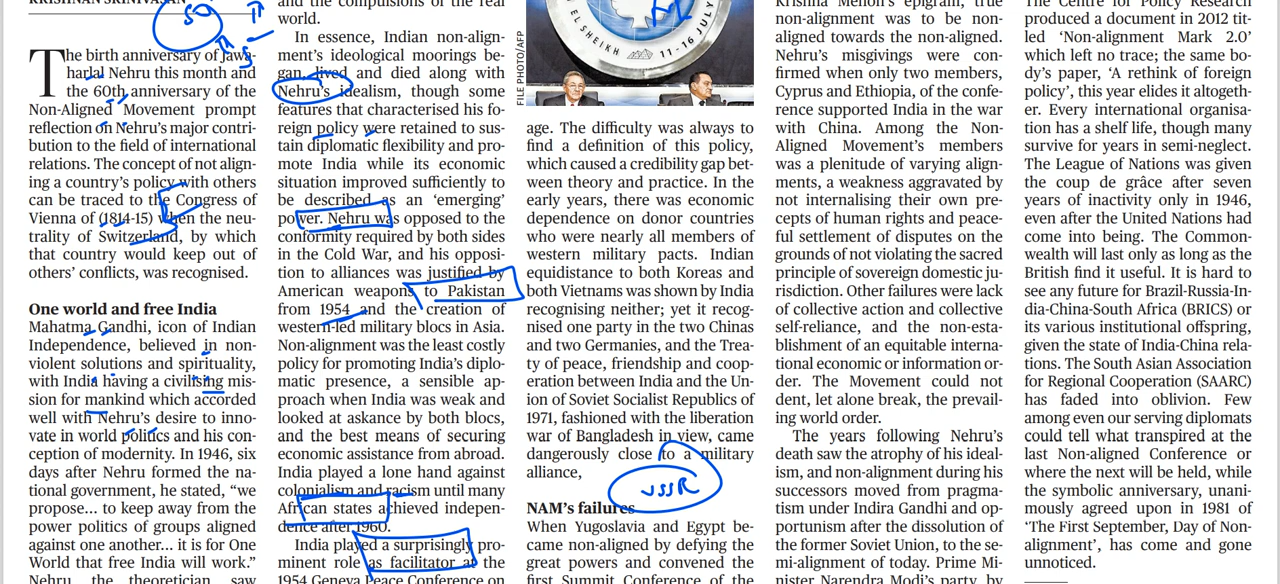 KRISHNAN SRINIVASAN
50
The birth anniversary of Jawa-
harlal Nehru this month and
the 60th anniversary of the
Non-Aligned Movement prompt
reflection on Nehru's major contri-
bution to the field of international
relations. The concept of not align-
ing a country's policy with others
can be traced to the Congress of
Vienna of (1814-15) when the neu-
trality of Switzerland, by which
that country would keep out of
others' conflicts, was recognised.
One world and free India
Mahatma Gandhi, icon of Indian
Independence, believed in non-
violent solutions and spirituality,
with India having a civilising mis-
sion for mankind which accorded
well with Nehru's desire to inno-
vate in world politics and his con-
ception of modernity. In 1946, six
days after Nehru formed the na-
tional government, he stated, "we
propose... to keep away from the
power politics of groups aligned
against one another... it is for One
World that free India will work."
Nehru, the theoretician, saw
and the compulsions of the real
world.
In essence, Indian non-align-
ment's ideological moorings be-
gan, lived and died along with
Nehru's idealism, though some
features that characterised his fo-
reign policy were retained to sus-
tain diplomatic flexibility and pro-
mote India while its economic
situation improved sufficiently to
be described as an 'emerging'
power. Nehru was opposed to the
conformity required by both sides
in the Cold War, and his opposi-
tion to alliances was justified by
American weapons to Pakistan
from 1954 and the creation of
western-led military blocs in Asia.
Non-alignment was the least costly
policy for promoting India's diplo-
matic presence, a sensible ap-
proach when India was weak and
looked at askance by both blocs,
and the best means of securing
economic assistance from abroad.
India played a lone hand against
colonialism and racism until many
African states achieved indepen-
dence after 1960.
India played a surprisingly pro-
minent role as facilitator at the
1954 Geneva Peace Conference on
EL SHEIKH
11-16 JULY
FILE PHOTO/AFP
age. The difficulty was always to
find a definition of this policy,
which caused a credibility gap bet-
ween theory and practice. In the
early years, there was economic
dependence on donor countries
who were nearly all members of
western military pacts. Indian
equidistance to both Koreas and
both Vietnams was shown by India
recognising neither; yet it recog-
nised one party in the two Chinas
and two Germanies, and the Trea-
ty of peace, friendship and coop-
eration between India and the Un-
ion of Soviet Socialist Republics of
1971, fashioned with the liberation
war of Bangladesh in view, came
dangerously close to a military
alliance,
USSR
NAM's failures
When Yugoslavia and Egypt be-
came non-aligned by defying the
great powers and convened the
first Summit Conference of the
Krishna Menon's epigram, true
non-alignment was to be non-
aligned towards the non-aligned.
Nehru's misgivings were con-
firmed when only two members,
Cyprus and Ethiopia, of the confe-
rence supported India in the war
with China. Among the Non-
Aligned Movement's members
was a plenitude of varying align-
ments, a weakness aggravated by
not internalising their own pre-
cepts of human rights and peace-
ful settlement of disputes on the
grounds of not violating the sacred
principle of sovereign domestic ju-
risdiction. Other failures were lack
of collective action and collective
self-reliance, and the non-esta-
blishment of an equitable interna-
tional economic or information or-
der. The Movement could not
dent, let alone break, the prevail-
ing world order.
The years following Nehru's
death saw the atrophy of his ideal-
ism, and non-alignment during his
successors moved from pragma-
tism under Indira Gandhi and op-
portunism after the dissolution of
the former Soviet Union, to the se-
mi-alignment of today. Prime Mi-
nister Narendra Modi's party, by
The Centre for Policy Research
produced a document in 2012 tit-
led 'Non-alignment Mark 2.0'
which left no trace; the same bo-
dy's paper, 'A rethink of foreign
policy', this year elides it altogeth-
er. Every international organisa-
tion has a shelf life, though many
survive for years in semi-neglect.
The League of Nations was given
the coup de grâce after seven
years of inactivity only in 1946,
even after the United Nations had
come into being. The Common-
wealth will last only as long as the
British find it useful. It is hard to
see any future for Brazil-Russia-In-
dia-China-South Africa (BRICS) or
its various institutional offspring,
given the state of India-China rela-
tions. The South Asian Association
for Regional Cooperation (SAARC)
has faded into oblivion. Few
among even our serving diplomats
could tell what transpired at the
last Non-aligned Conference or
where the next will be held, while
the symbolic anniversary, unani-
mously agreed upon in 1981 of
'The First September, Day of Non-
alignment', has come and gone
unnoticed.